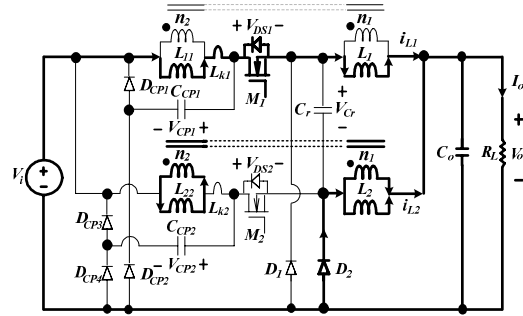 n2 + VDS1 - n1 iL1
L11 Lk1 M1 L1
DCP1 CCP1 Cr + VCr - Io
- VCP1 +
n2 + VDS2 - n1
Vi + - L22 Lk2 M2 L2 iL2 Co RL + Vo -
DCP3 CCP2
DCP4 DCP2 - VCP2 + D1 D2